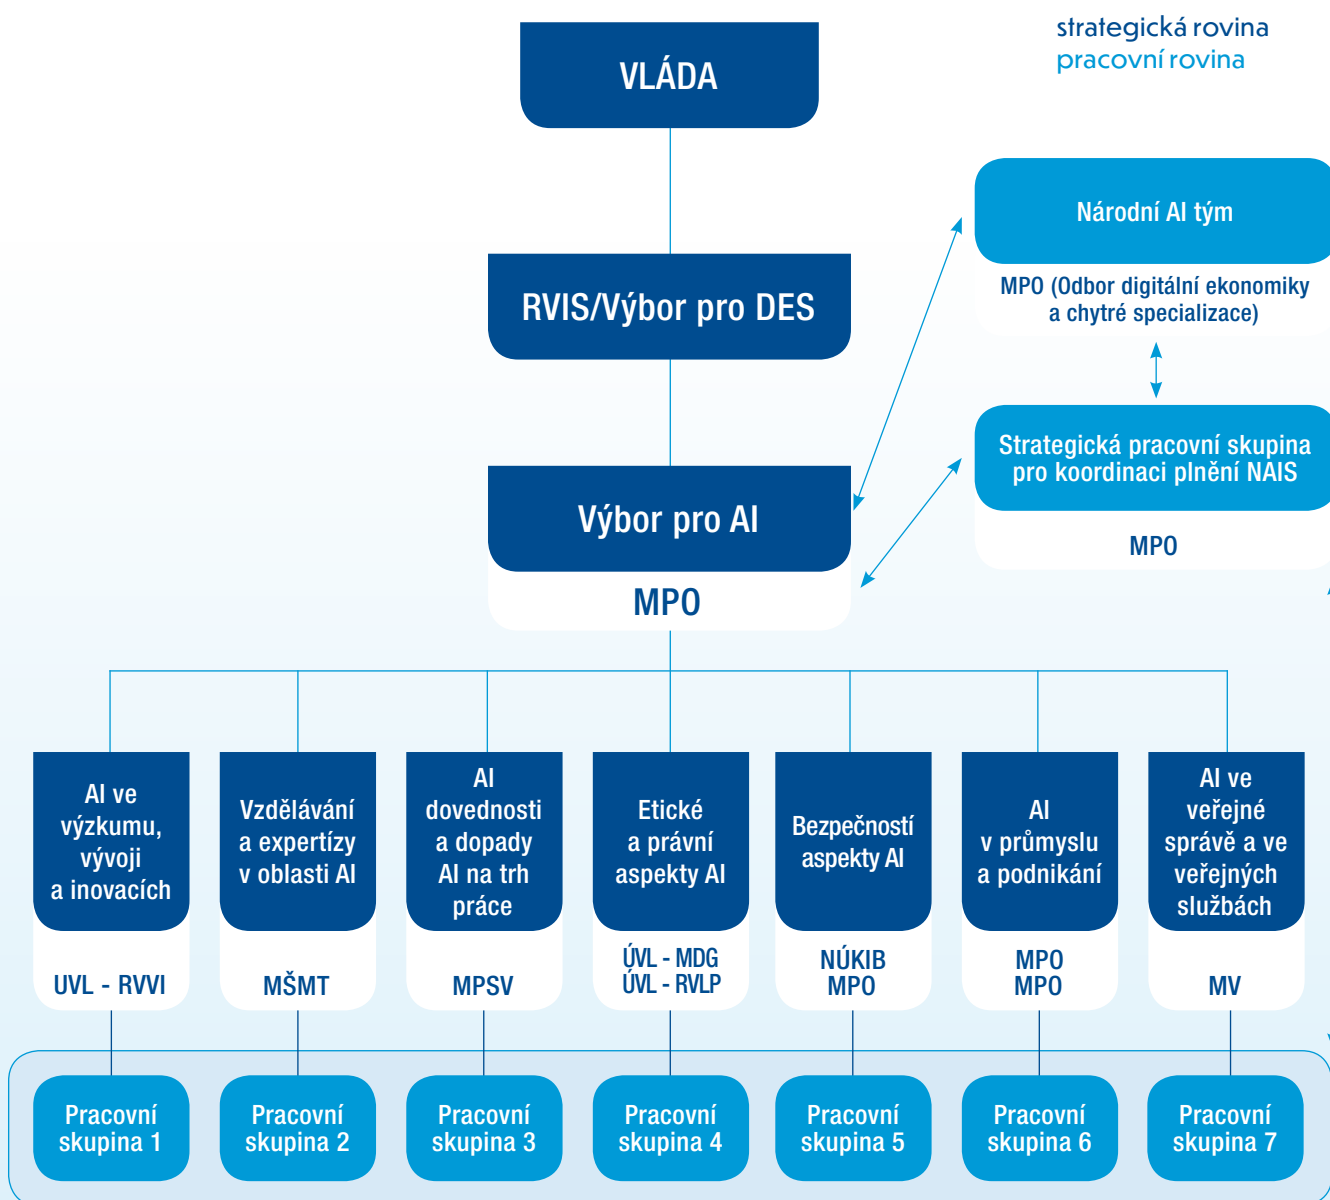 strategická rovina
pracovní rovina
VLÁDA
Národní AI tým
MPO (Odbor digitální ekonomiky
a chytré specializace)
RVIS/Výbor pro DES
Strategická pracovní skupina
pro koordinaci plnění NAIS
MPO
Výbor pro AI
MPO
AI ve
výzkumu,
vývoji
a inovacích
UVL - RVVI
Vzdělávání
a expertízy
v oblasti AI
MŠMT
AI
dovednosti
a dopady
AI na trh
práce
MPSV
Etické
a právní
aspekty AI
ÚVL - MDG
ÚVL - RVLP
Bezpečností
aspekty AI
NÚKIB
MPO
AI
v průmyslu
a podnikání
MPO
MPO
AI ve
veřejné
správě a ve
veřejných
službách
MV
Pracovní
skupina 1
Pracovní
skupina 2
Pracovní
skupina 3
Pracovní
skupina 4
Pracovní
skupina 5
Pracovní
skupina 6
Pracovní
skupina 7